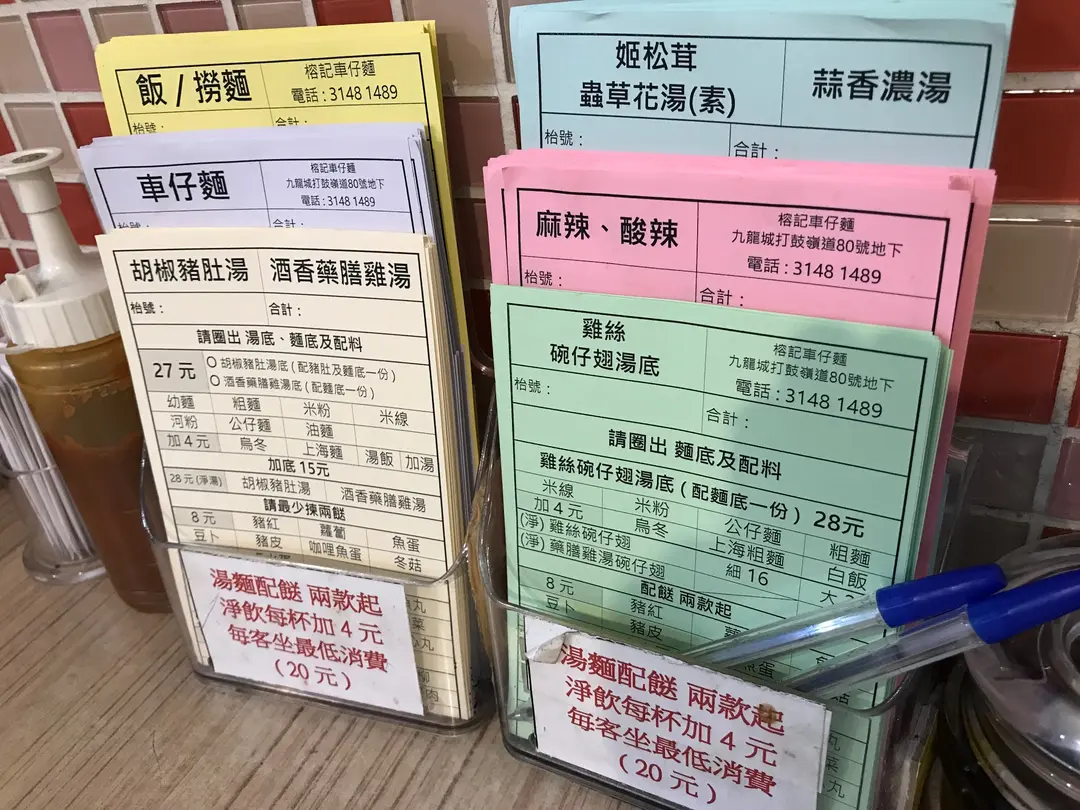 飯/撈麵
榕記車仔麵
電話:3148 1489
枱號:
合計:
車仔麵
榕記車仔麵
九龍城打鼓嶺道80號地下
電話:3148 1489
枱號:
合計:
胡椒豬肚湯
酒香藥膳雞湯
枱號:
合計:
請圈出 湯底、麵底及配料
27 元
胡椒豬肚湯底(配豬肚及麵底一份)
酒香藥膳雞湯底(配麵底一份)
幼麵 粗麵 米粉 米線
河粉 公仔麵 油麵
加4元 烏冬 上海麵 湯飯 加湯
加底 15元
28元(淨湯) 胡椒豬肚湯 酒香藥膳雞湯
請最少揀兩餸
8元 豬紅 蘿蔔 魚蛋
豆卜 豬皮 咖哩魚蛋 冬菇
湯麵配餸 兩款起
淨飲每杯加 4 元
每客坐最低消費
(20 元)
姬松茸
蟲草花湯(素)
蒜香濃湯
枱號:
合計:
麻辣、酸辣
榕記車仔麵
九龍城打鼓嶺道80號地下
電話:3148 1489
枱號:
合計:
雞絲
碗仔翅湯底
榕記車仔麵
九龍城打鼓嶺道80號地下
電話:3148 1489
枱號:
合計:
請圈出 麵底及配料
雞絲碗仔翅湯底(配麵底一份) 28元
米線 米粉 公仔麵 粗麵
加4元 烏冬 上海粗麵 白飯
(淨) 雞絲碗仔翅 細 16
(淨) 藥膳雞湯碗仔翅
配餸 兩款起
8元 豬紅
豆卜 豬皮 魚蛋
湯麵配餸 兩款起
淨飲每杯加 4 元
每客坐最低消費
(20 元)